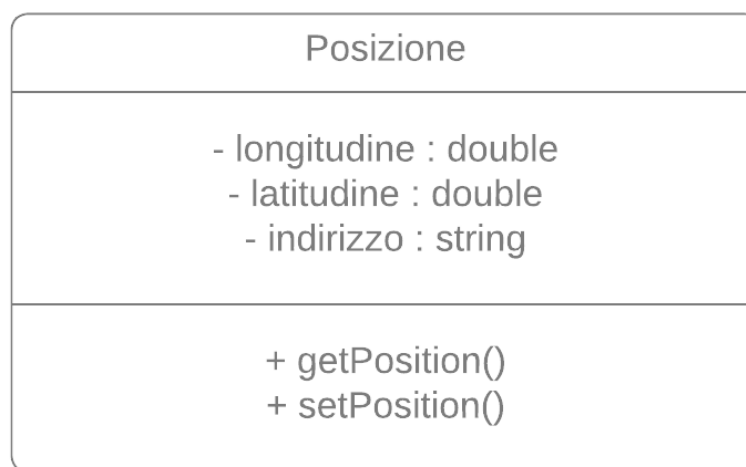 Posizione
- longitudine : double
- latitudine : double
- indirizzo : string
+ getPosition()
+ setPosition()